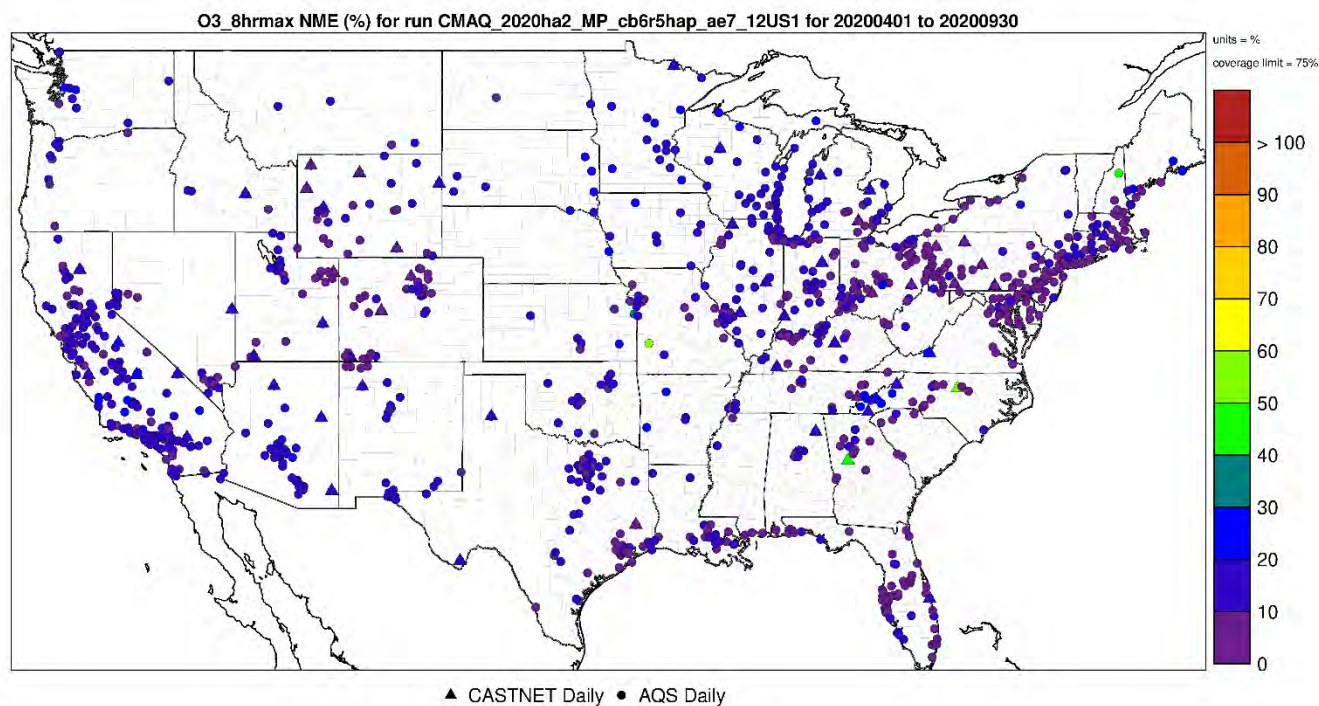 O3_8hrmax NME (%) for run CMAQ_2020ha2_MP_cb6r5hap_ae7_12US1 for 20200401 to 20200930
units = %
coverage limit = 75%
> 100
90
80
70
60
50
40
30
20
10
0
▲ CASTNET Daily ● AQS Daily